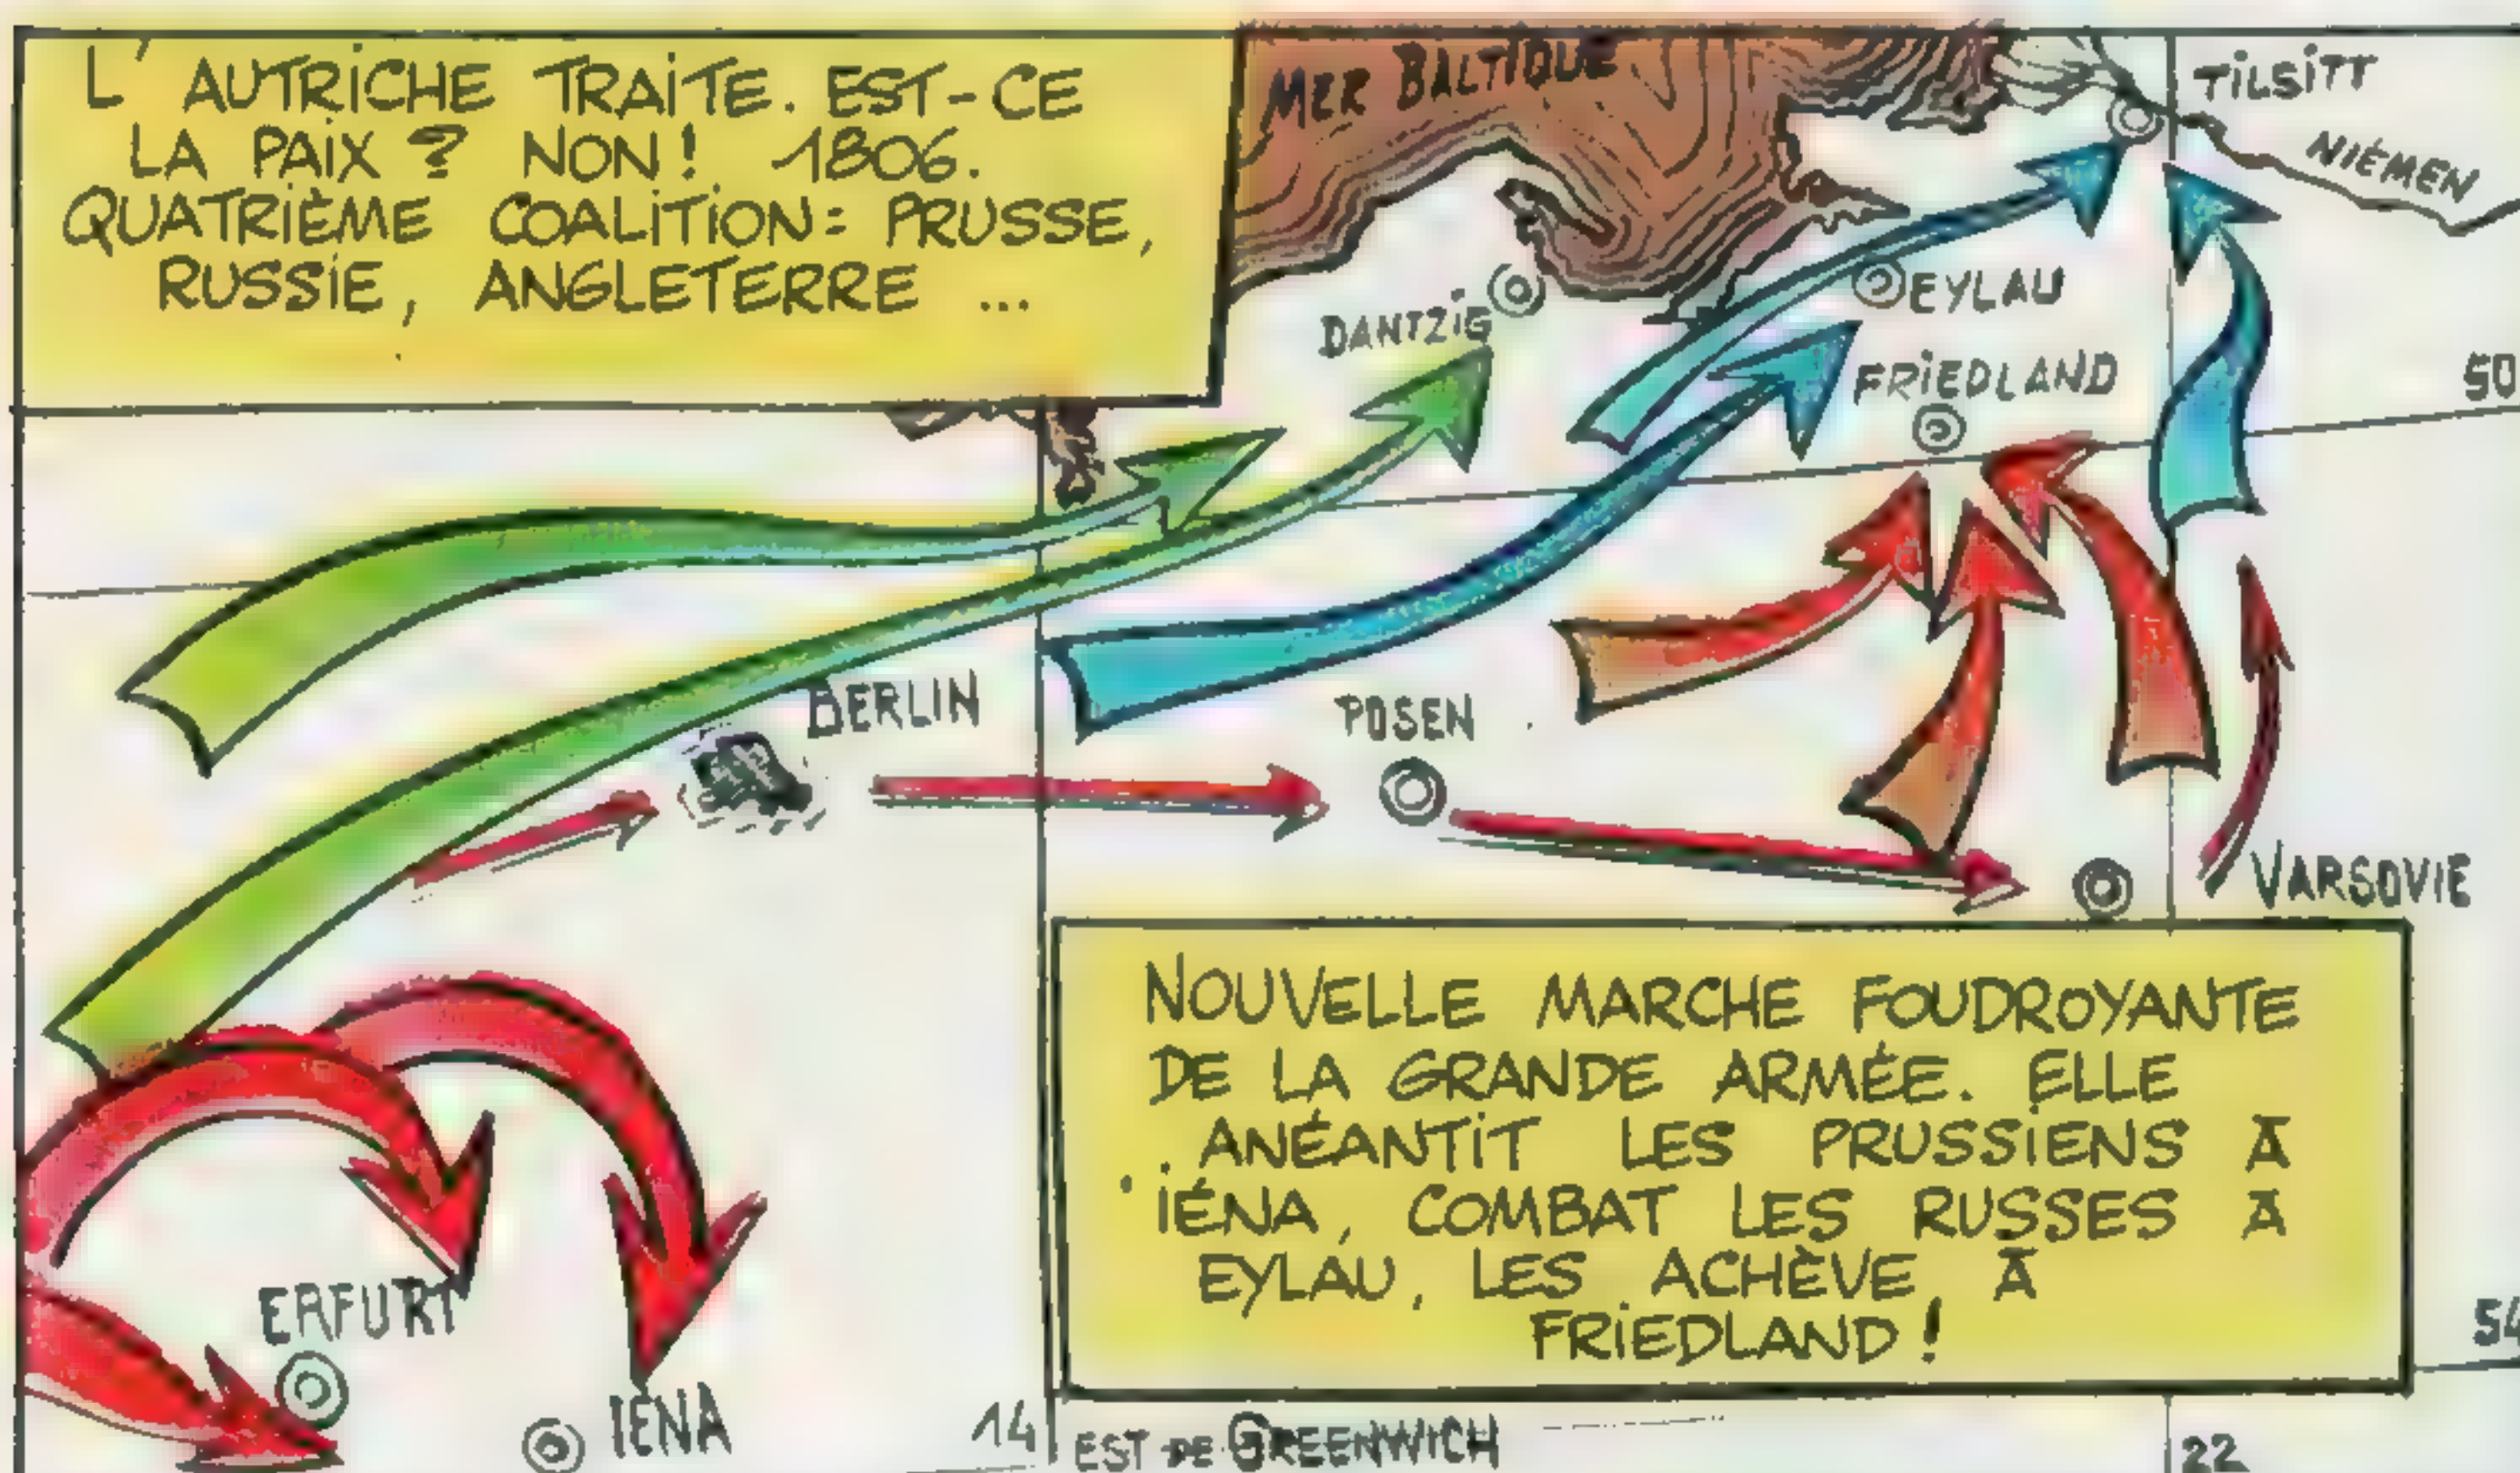 L'AUTRICHE TRAITE. EST-CE
LA PAIX ? NON ! 1806.
QUATRIÈME COALITION : PRUSSE,
RUSSIE, ANGLETERRE ...
MER BALTIQUE
TILSITT
NIÉMEN
DANTZIG
EYLAU
FRIEDLAND
50
BERLIN
POSEN
VARSOVIE
NOUVELLE MARCHE FOUDROYANTE
DE LA GRANDE ARMÉE. ELLE
ANÉANTIT LES PRUSSIENS À
IÉNA, COMBAT LES RUSSES À
EYLAU, LES ACHÈVE À
FRIEDLAND !
ERFURT
IENA
54
14 EST DE GREENWICH
22